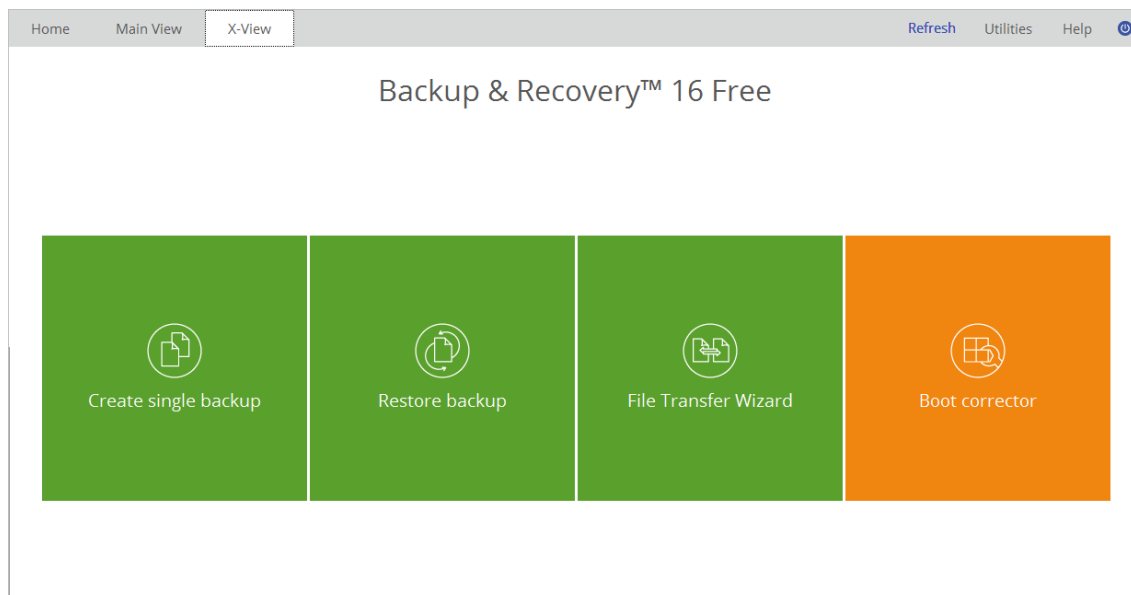 Home Main View X-View Refresh Utilities Help
Backup & Recovery™ 16 Free
Create single backup Restore backup File Transfer Wizard Boot corrector